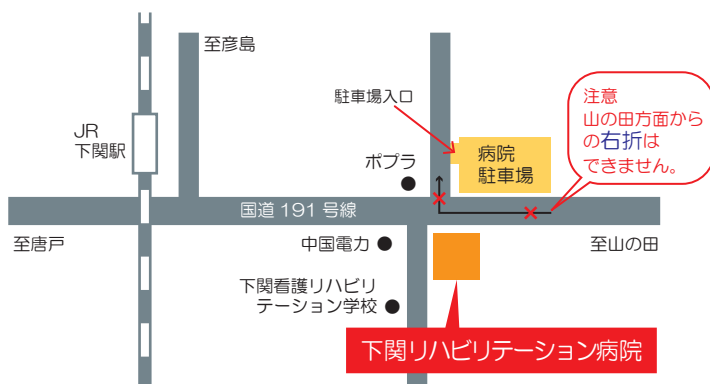 至彦島
駐車場入口
注意
山の田方面から
の右折は
できません。
JR
下関駅
ポプラ
病院
駐車場
国道 191 号線
至唐戸
中国電力
至山の田
下関看護リハビリ
テーション学校
下関リハビリテーション病院